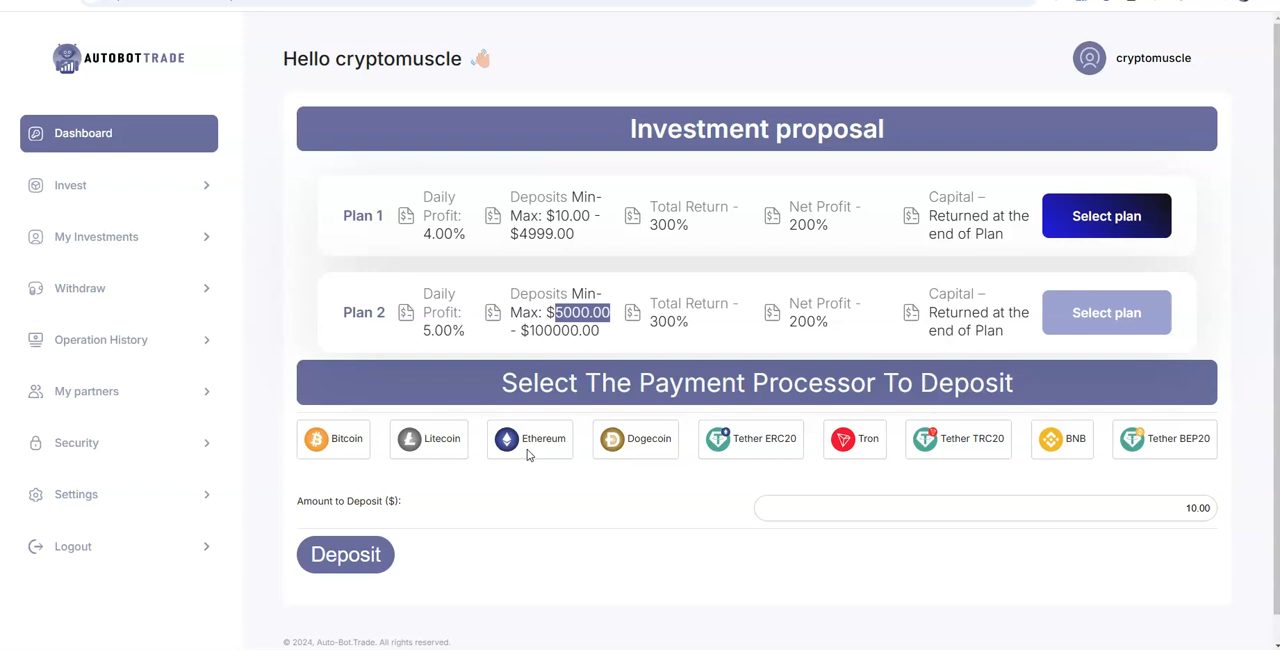 AUTOBOTTRADE
Hello cryptomuscle
cryptomuscle
Dashboard
Invest
My Investments
Withdraw
Operation History
My partners
Security
Settings
Logout
Investment proposal
Plan 1
Daily
Profit:
4.00%
Deposits Min-
Max: $10.00 -
$4999.00
Total Return -
300%
Net Profit -
200%
Capital –
Returned at the
end of Plan
Select plan
Plan 2
Daily
Profit:
5.00%
Deposits Min-
Max: $5000.00
- $100000.00
Total Return -
300%
Net Profit -
200%
Capital –
Returned at the
end of Plan
Select plan
Select The Payment Processor To Deposit
Bitcoin
Litecoin
Ethereum
Dogecoin
Tether ERC20
Tron
Tether TRC20
BNB
Tether BEP20
Amount to Deposit ($):
10.00
Deposit
© 2024, Auto-Bot.Trade. All rights reserved.